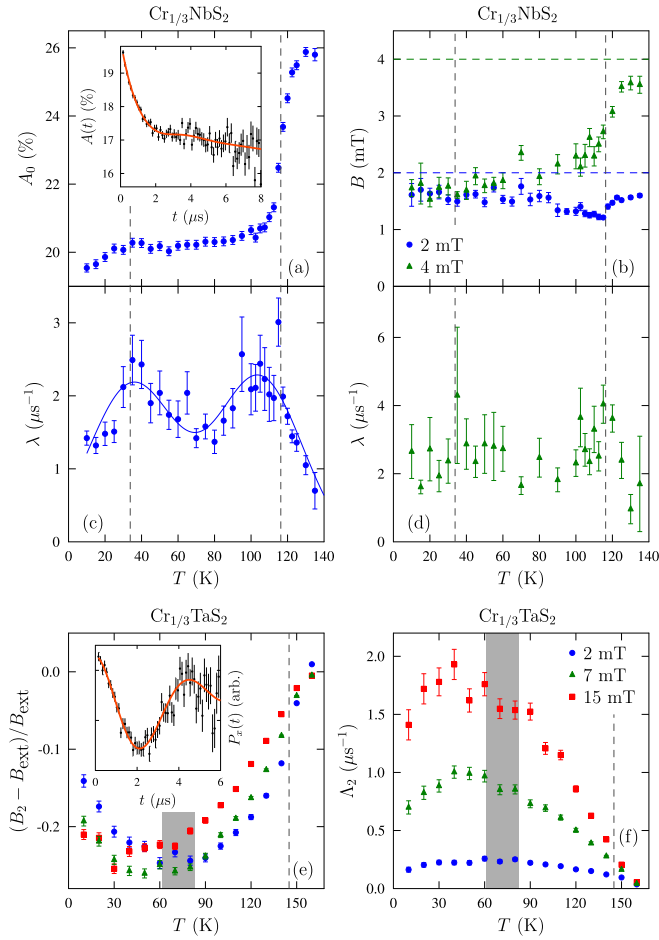 Cr1/3NbS2
Cr1/3NbS2
26
24
22
20
A0 (%)
19
18
17
16
A(t) (%)
0 2 4 6 8
t (μs)
(a)
4
3
2
1
0
B (mT)
2 mT
4 mT
(b)
3
2
1
0
λ (μs−1)
(c)
0 20 40 60 80 100 120 140
T (K)
6
4
2
0
λ (μs−1)
(d)
0 20 40 60 80 100 120 140
T (K)
Cr1/3TaS2
Cr1/3TaS2
0.0
-0.1
-0.2
(B2 − Bext)/Bext
Px(t) (arb.)
0 2 4 6
t (μs)
(e)
0 30 60 90 120 150
T (K)
2.0
1.5
1.0
0.5
0.0
Λ2 (μs−1)
2 mT
7 mT
15 mT
(f)
0 30 60 90 120 150
T (K)